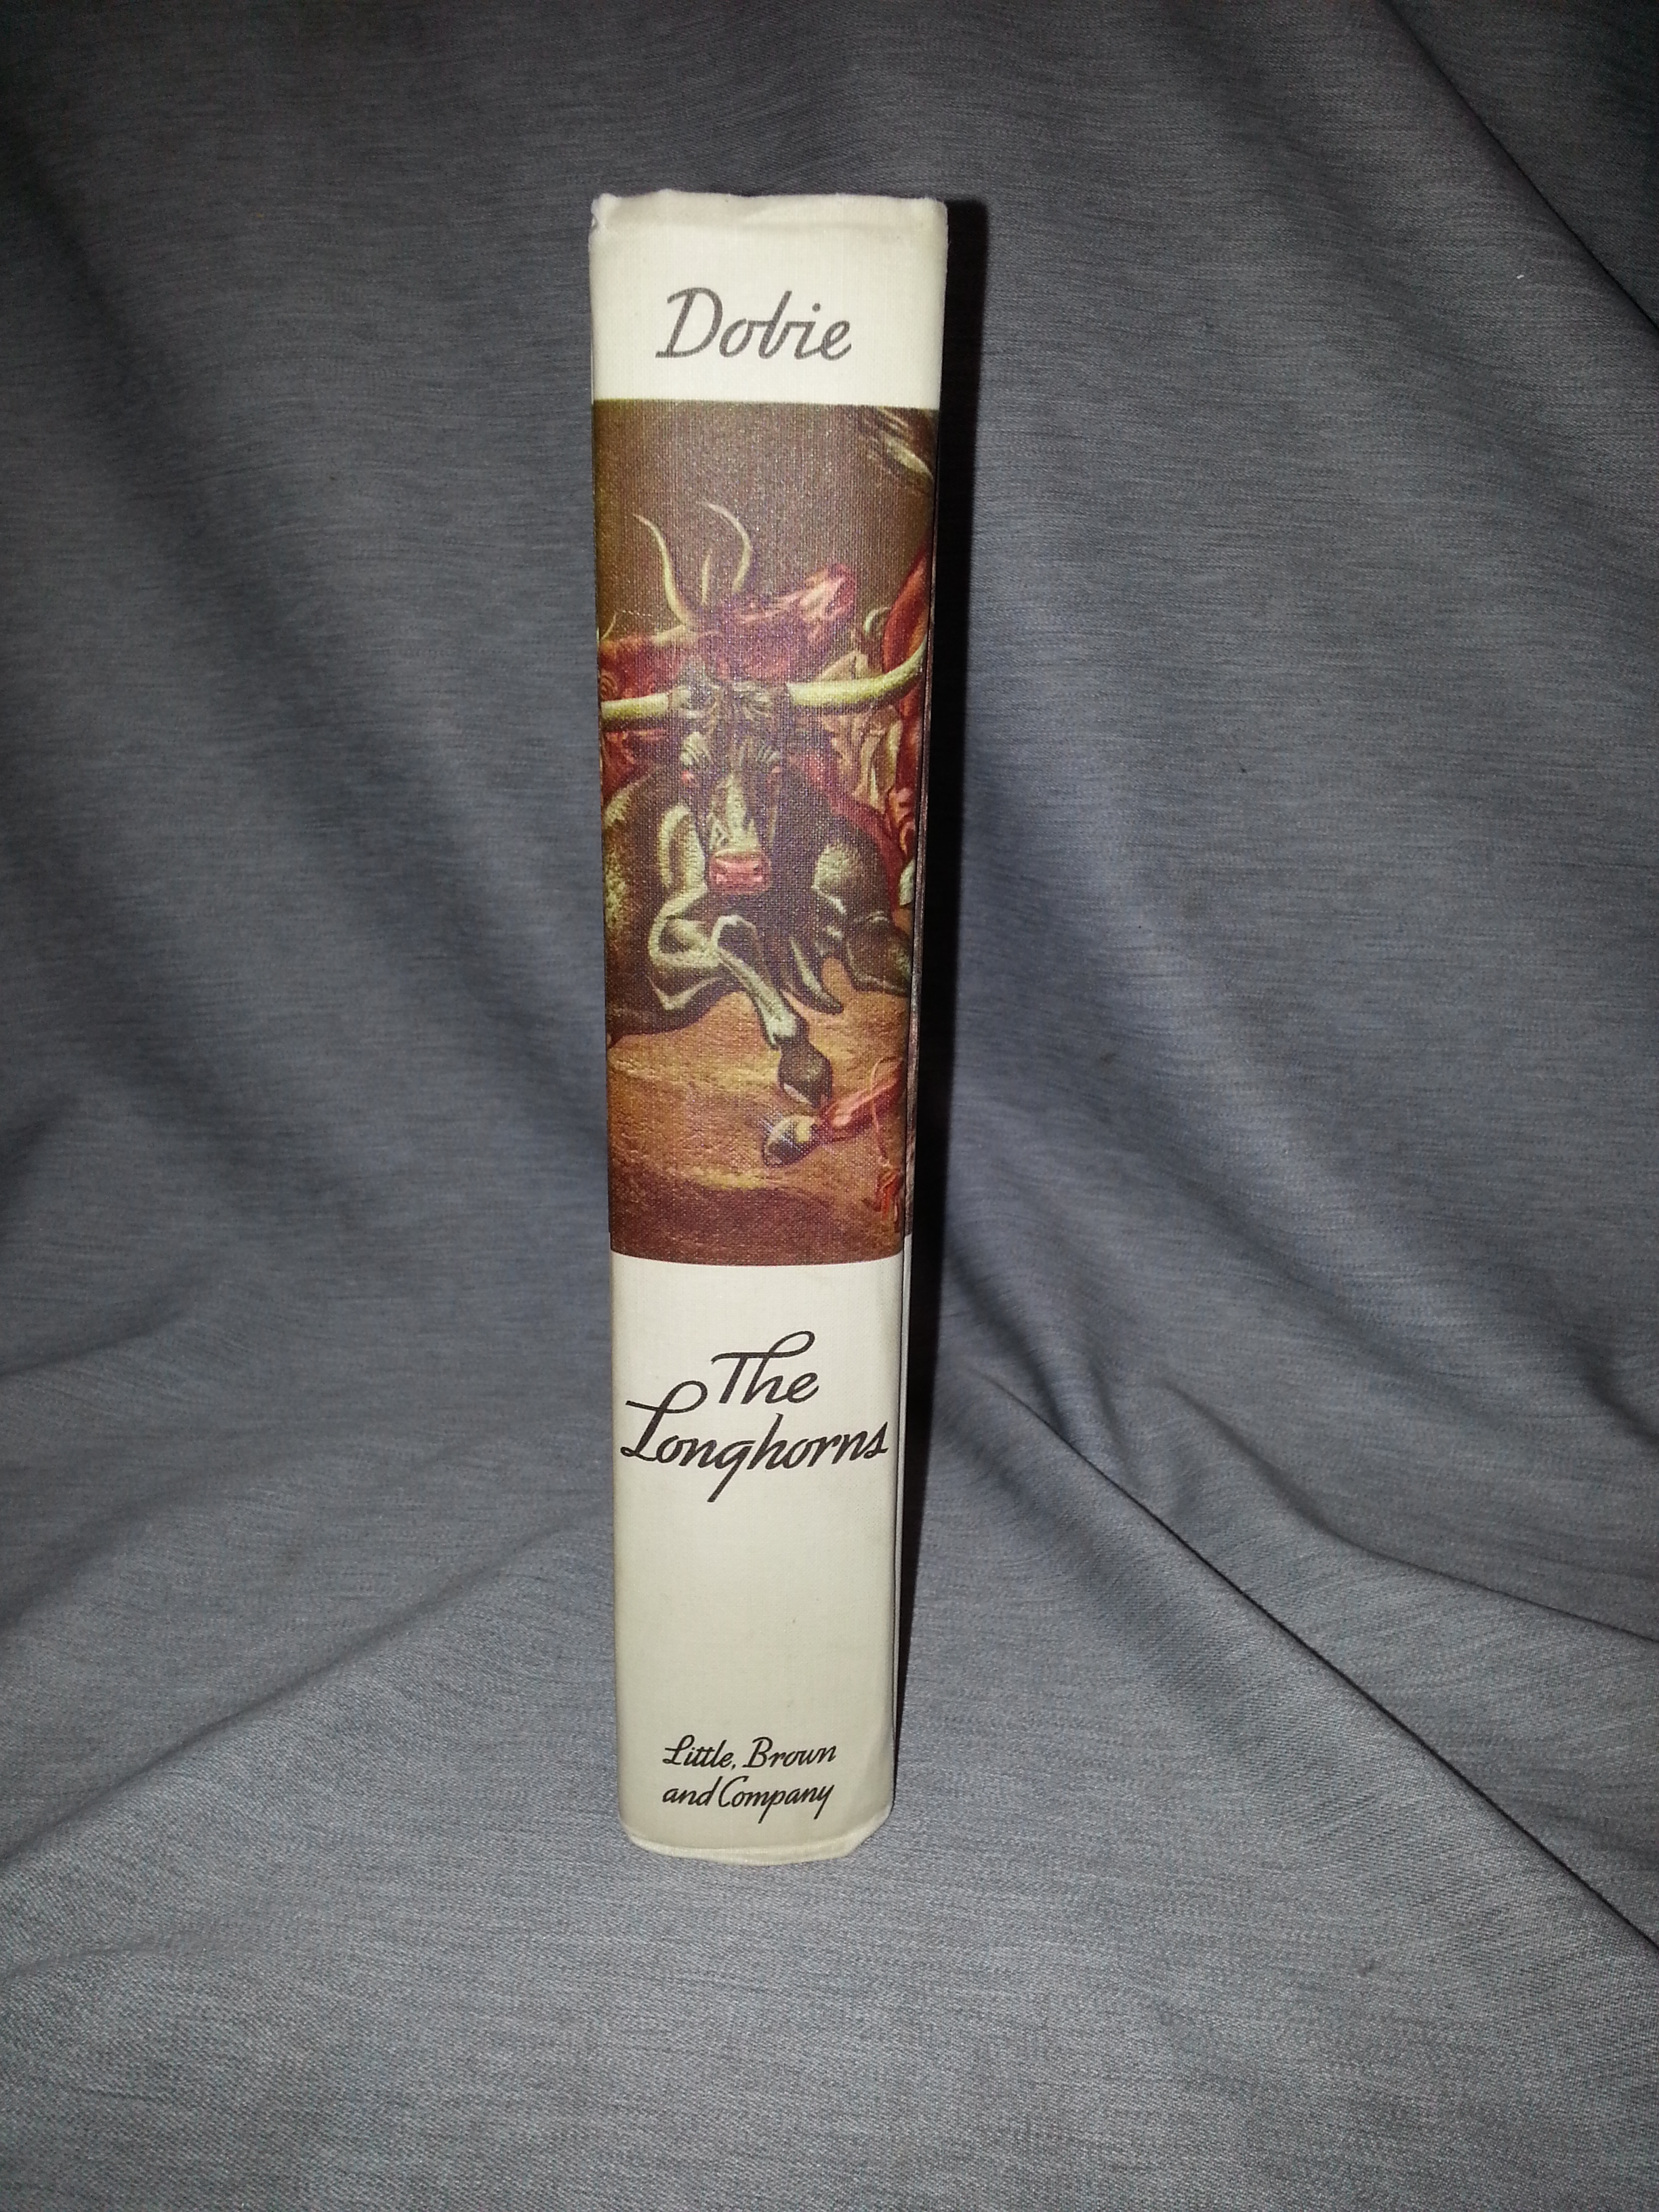 Dobie
The
Longhorns
Little, Brown
and Company